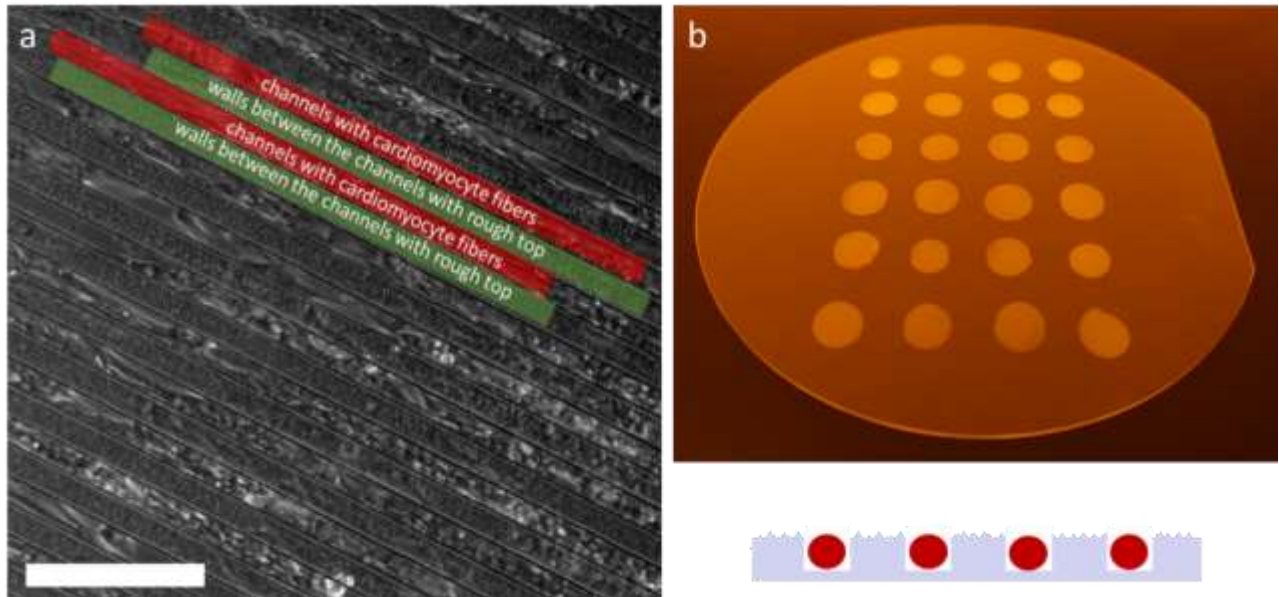 a
channels with cardiomyocyte fibers
walls between the channels with rough top
channels with cardiomyocyte fibers
walls between the channels with rough top
b